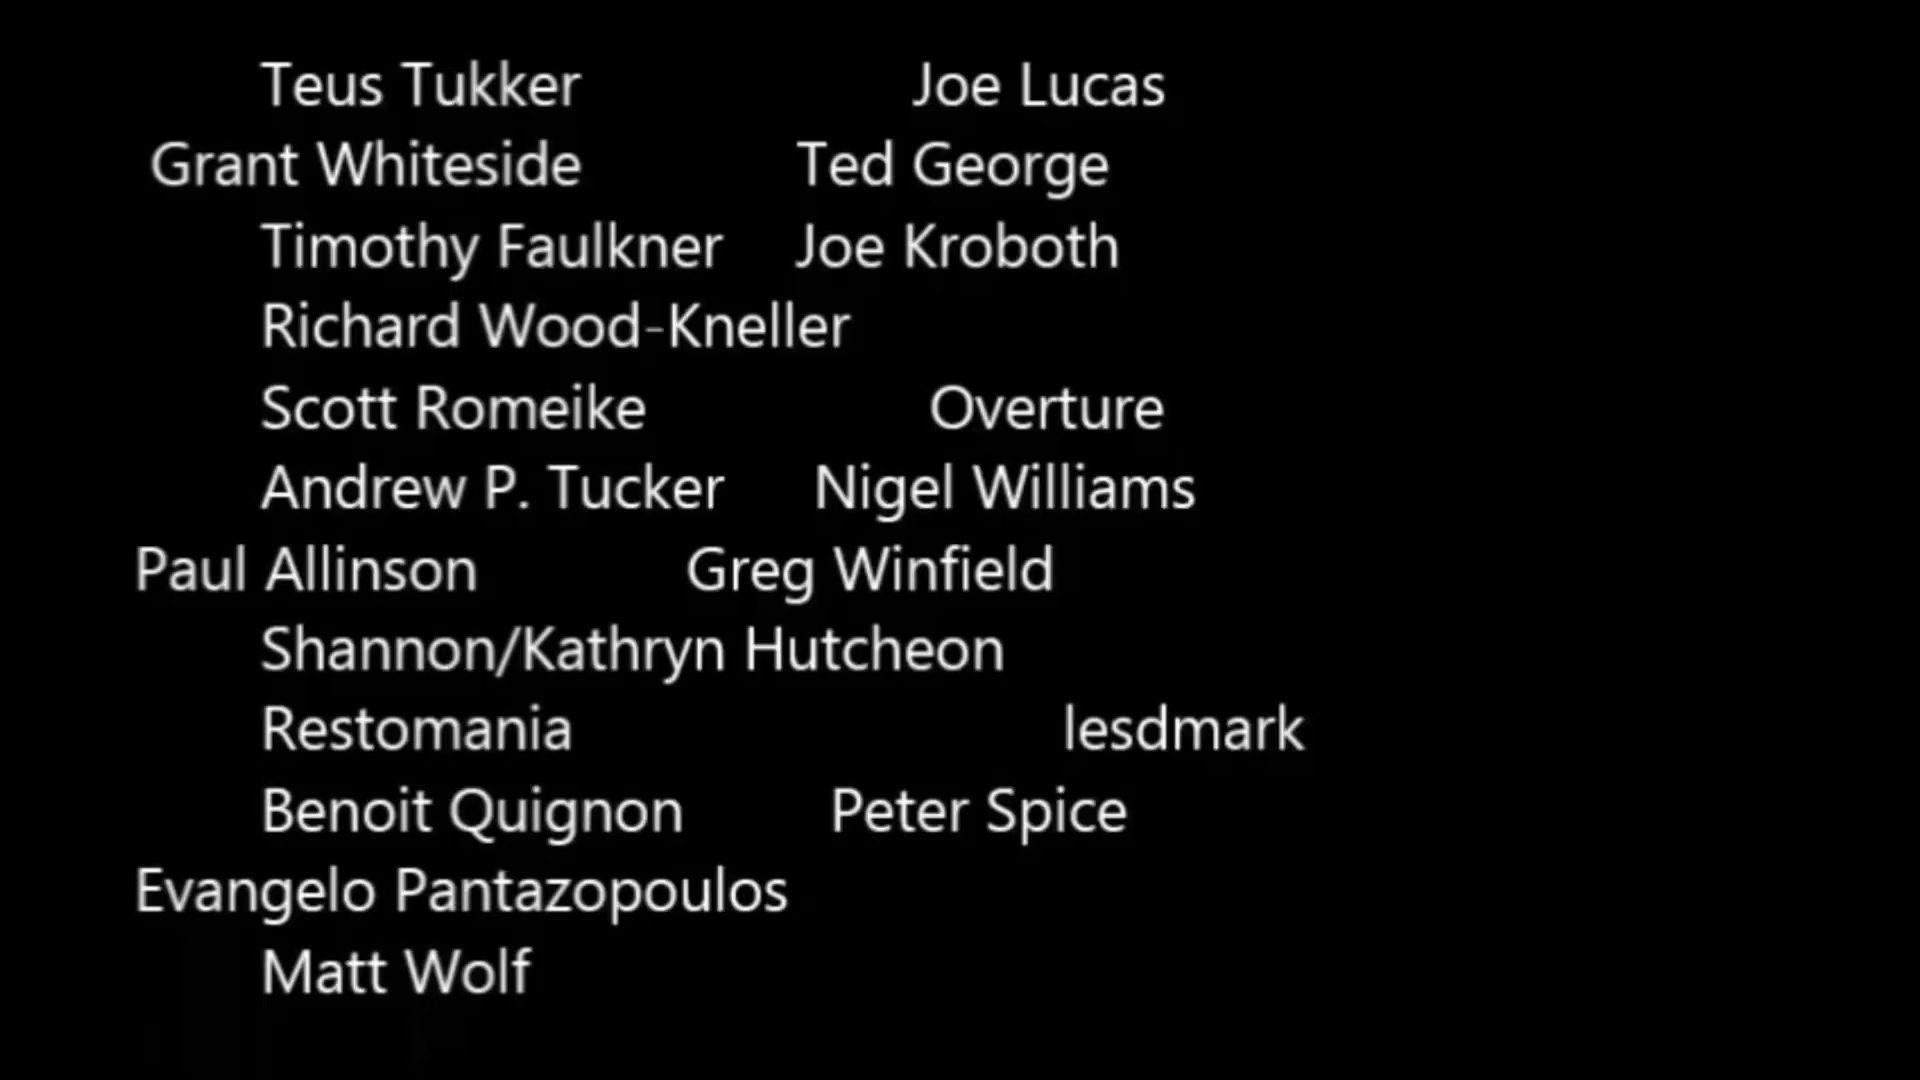 Teus Tukker Joe Lucas
Grant Whiteside Ted George
Timothy Faulkner Joe Kroboth
Richard Wood-Kneller
Scott Romeike Overture
Andrew P. Tucker Nigel Williams
Paul Allinson Greg Winfield
Shannon/Kathryn Hutcheon
Restomania lesdmark
Benoit Quignon Peter Spice
Evangelo Pantazopoulos
Matt Wolf